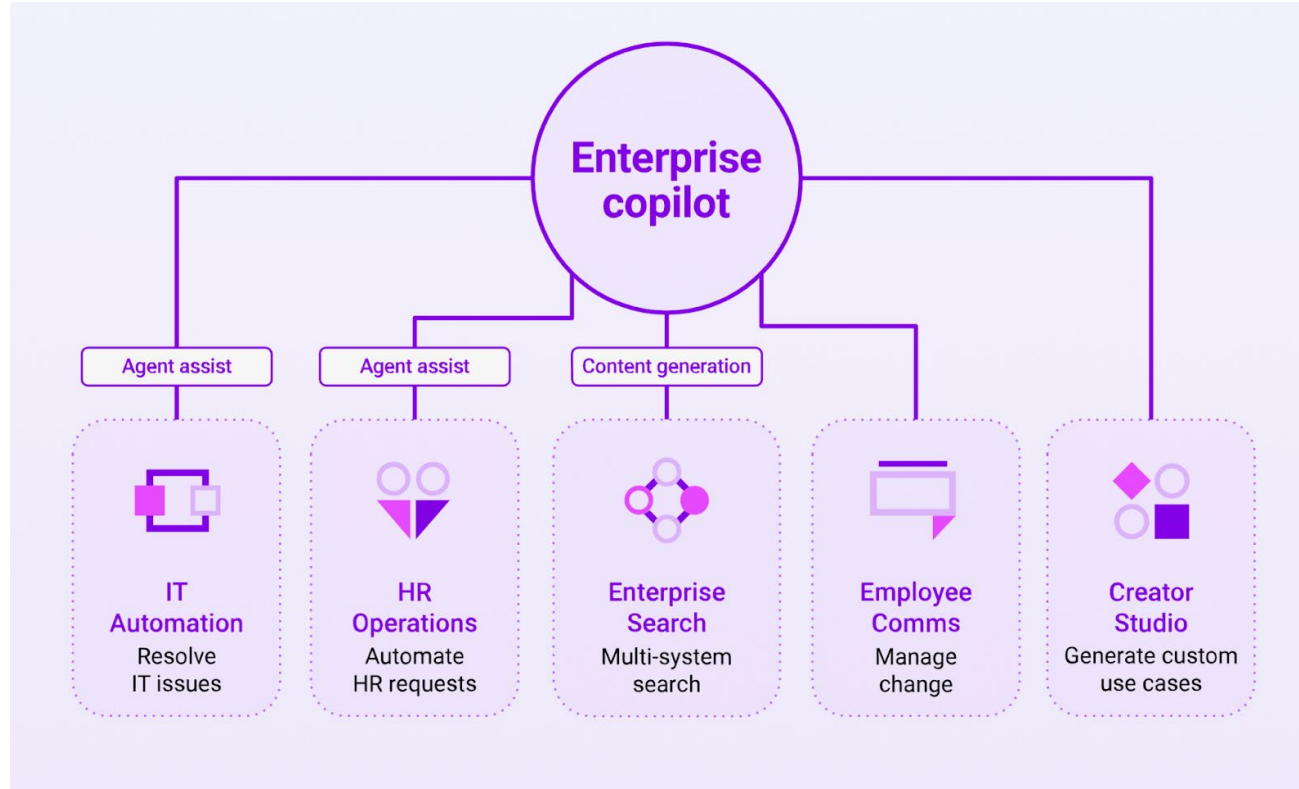 Enterprise
copilot
Agent assist
Agent assist
Content generation
IT
Automation
Resolve
IT issues
HR
Operations
Automate
HR requests
Enterprise
Search
Multi-system
search
Employee
Comms
Manage
change
Creator
Studio
Generate custom
use cases